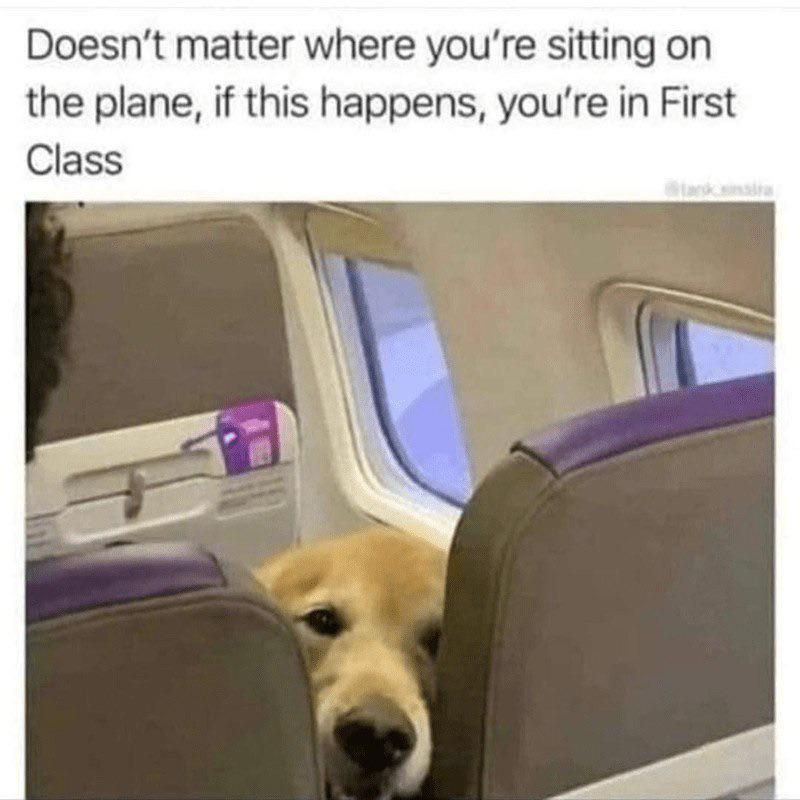 Doesn't matter where you're sitting on
the plane, if this happens, you're in First
Class